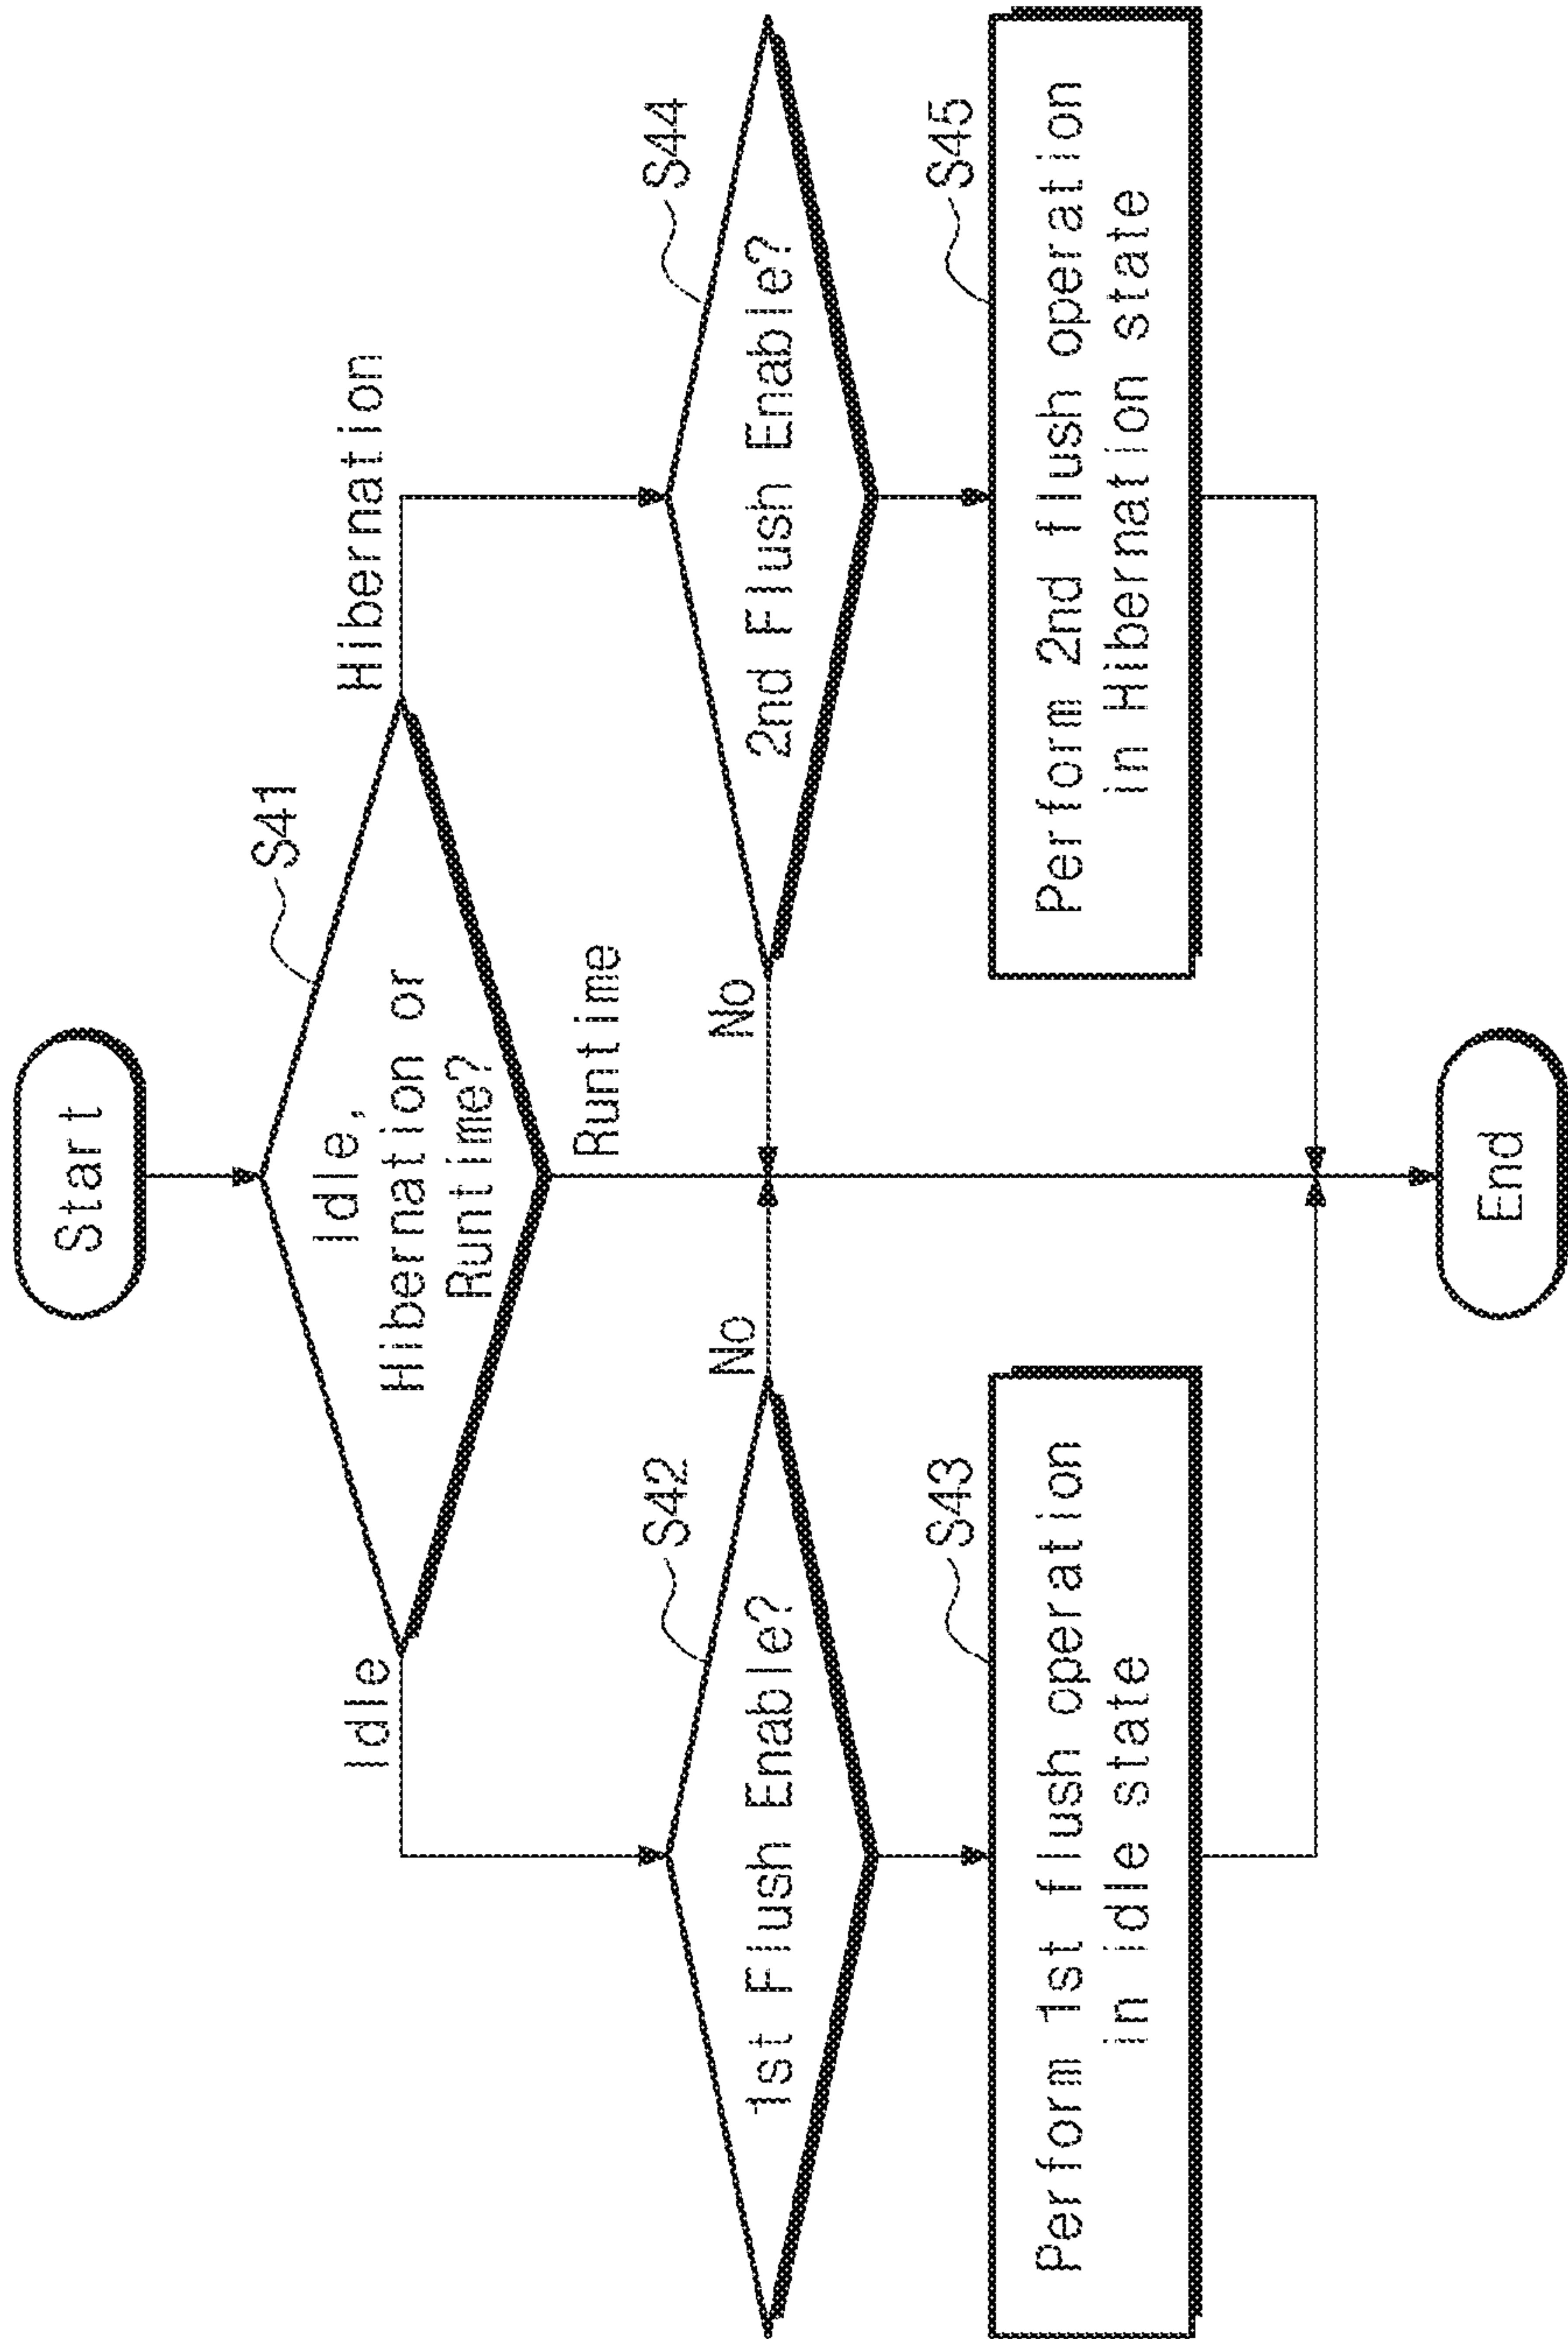 Start
S41
Idle,
Hibernation or
Runtime?
Idle
Hibernation
Runtime
S42
1st Flush Enable?
No
S44
2nd Flush Enable?
No
S43
Perform 1st flush operation
in idle state
S45
Perform 2nd flush operation
in Hibernation state
End